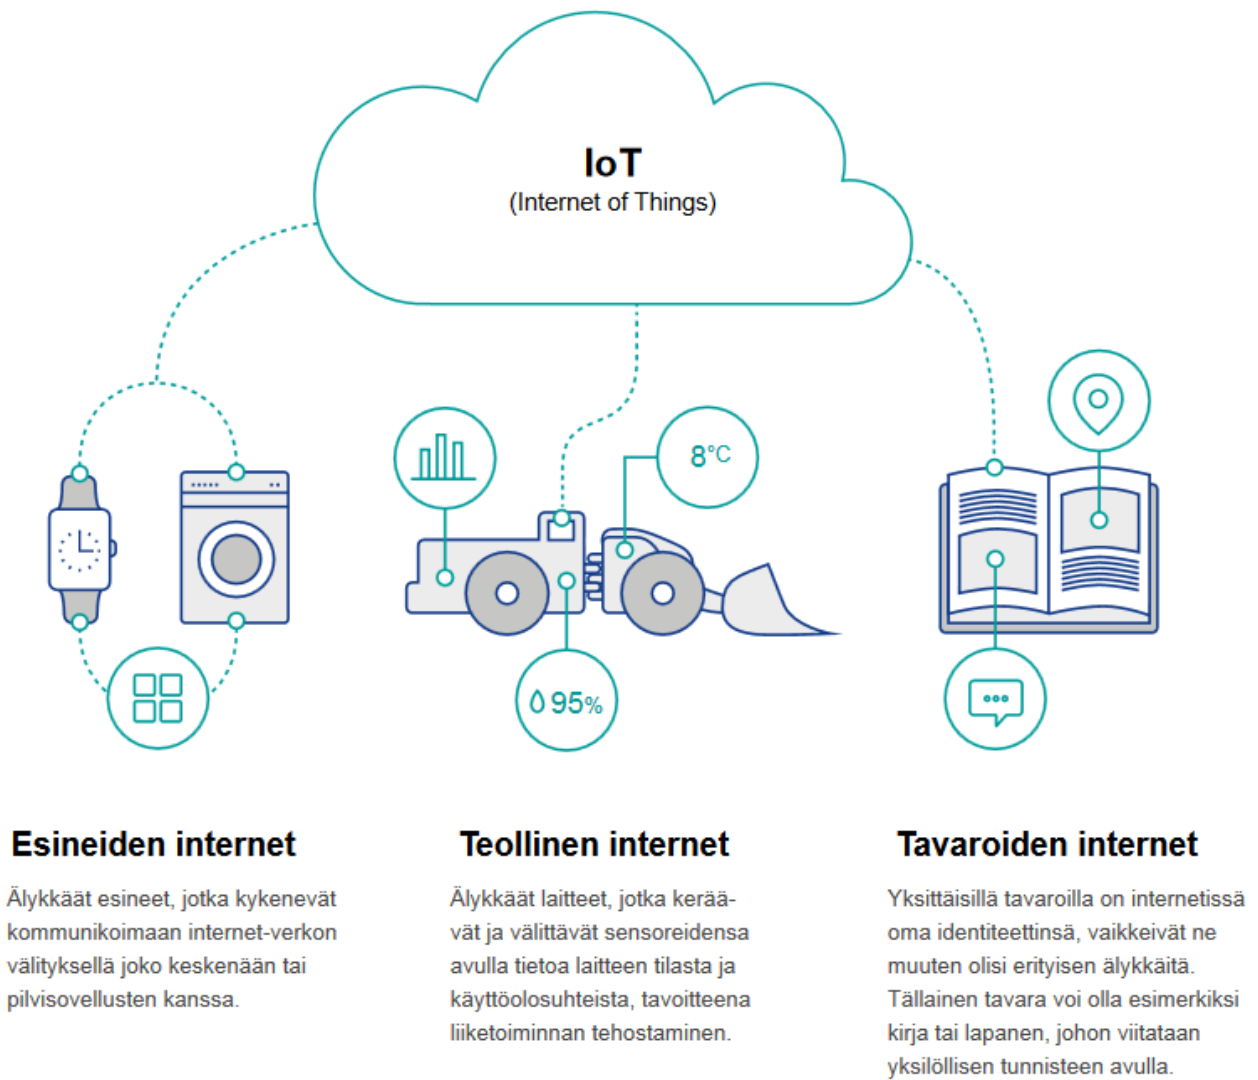 IoT
(Internet of Things)
8°C
95%
Esineiden internet
Älykkäät esineet, jotka kykenevät
kommunikoimaan internet-verkon
välityksellä joko keskenään tai
pilvisovellusten kanssa.
Teollinen internet
Älykkäät laitteet, jotka kerää-
vät ja välittävät sensoreidensa
avulla tietoa laitteen tilasta ja
käyttöolosuhteista, tavoitteena
liiketoiminnan tehostaminen.
Tavaroiden internet
Yksittäisillä tavaroilla on internetissä
oma identiteettinsä, vaikkeivät ne
muuten olisi erityisen älykkäitä.
Tällainen tavara voi olla esimerkiksi
kirja tai lapanen, johon viitataan
yksilöllisen tunnisteen avulla.